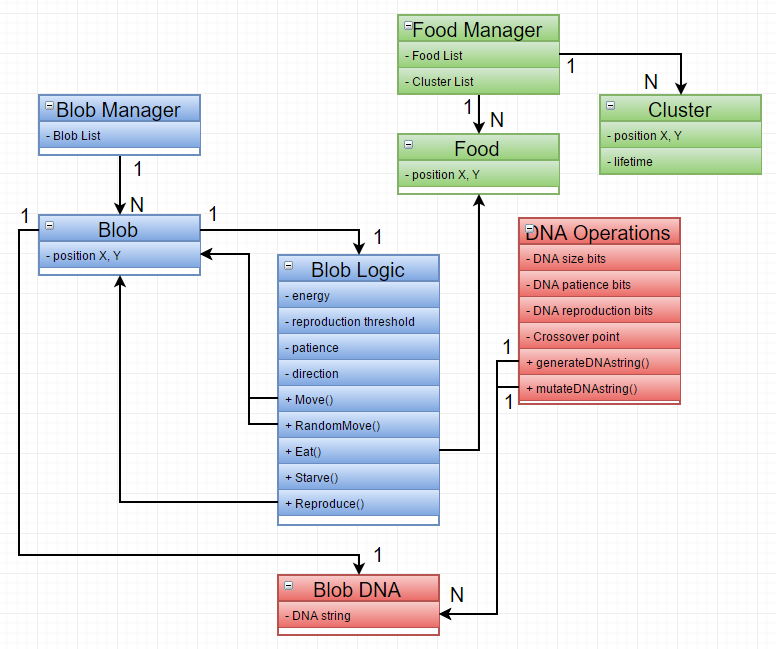 Food Manager
- Food List
- Cluster List
1
N
Cluster
- position X, Y
- lifetime
1
N
Food
- position X, Y
Blob Manager
- Blob List
1
N
Blob
- position X, Y
1
1
1
Blob Logic
- energy
- reproduction threshold
- patience
- direction
+ Move()
+ RandomMove()
+ Eat()
+ Starve()
+ Reproduce()
DNA Operations
- DNA size bits
- DNA patience bits
- DNA reproduction bits
- Crossover point
+ generateDNAstring()
+ mutateDNAstring()
1
1
N
1
Blob DNA
- DNA string